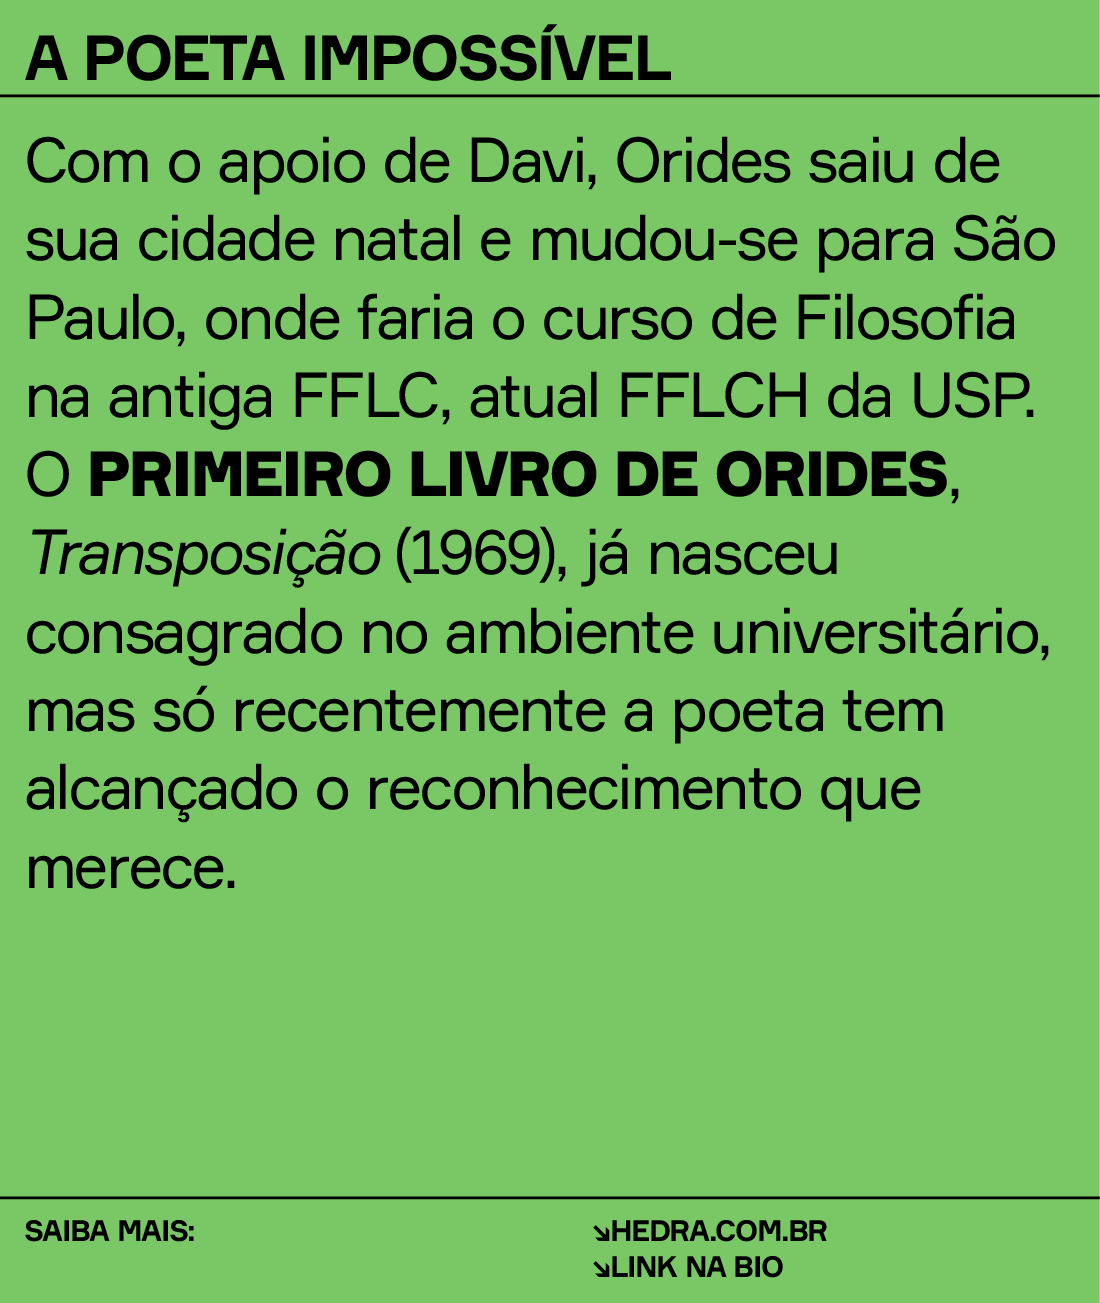 A POETA IMPOSSÍVEL
Com o apoio de Davi, Orides saiu de
sua cidade natal e mudou-se para São
Paulo, onde faria o curso de Filosofia
na antiga FFLC, atual FFLCH da USP.
O PRIMEIRO LIVRO DE ORIDES,
Transposição (1969), já nasceu
consagrado no ambiente universitário,
mas só recentemente a poeta tem
alcançado o reconhecimento que
merece.
SAIBA MAIS:
↘HEDRA.COM.BR
↘LINK NA BIO